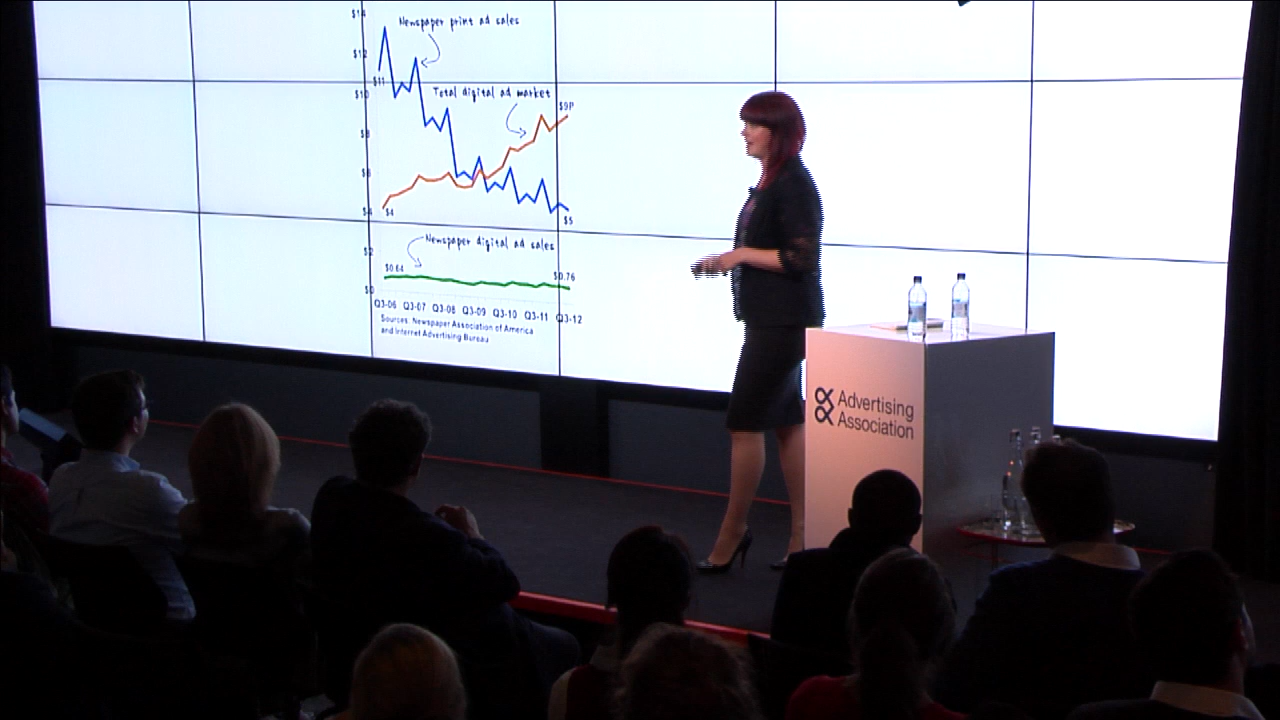 $14
Newspaper print ad sales
$12
$11
$10
Total digital ad market
$8
$6
$4
$4
$5
Newspaper digital ad sales
$2
$0.64
$0.76
$0
Q3-06 Q3-07 Q3-08 Q3-09 Q3-10 Q3-11 Q3-12
Sources: Newspaper Association of America
and Internet Advertising Bureau
Advertising
Association